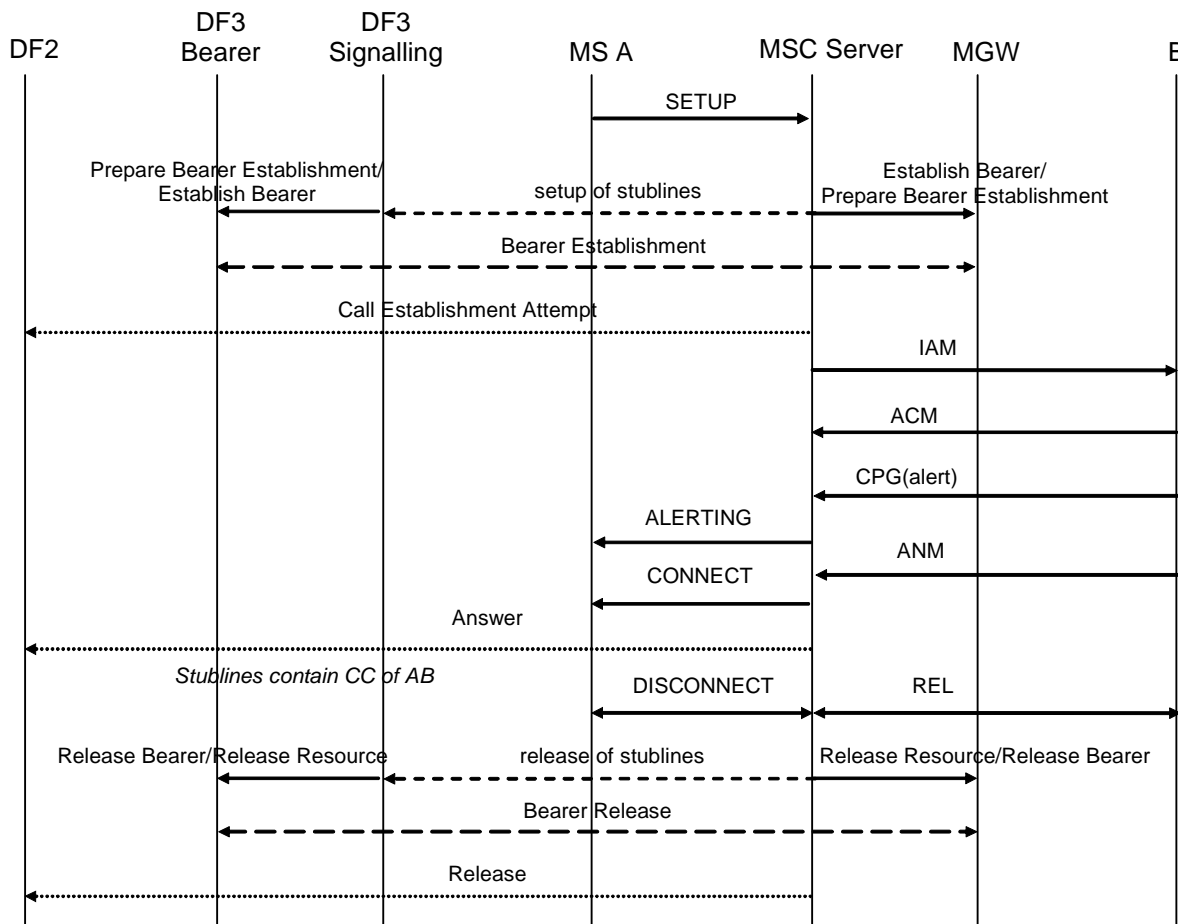 DF2
DF3
Bearer
DF3
Signalling
MS A
MSC Server
MGW
SETUP
Prepare Bearer Establishment/
Establish Bearer
setup of stublines
Establish Bearer/
Prepare Bearer Establishment
Bearer Establishment
Call Establishment Attempt
IAM
ACM
CPG(alert)
ALERTING
ANM
CONNECT
Answer
Stublines contain CC of AB
DISCONNECT
REL
Release Bearer/Release Resource
release of stublines
Release Resource/Release Bearer
Bearer Release
Release